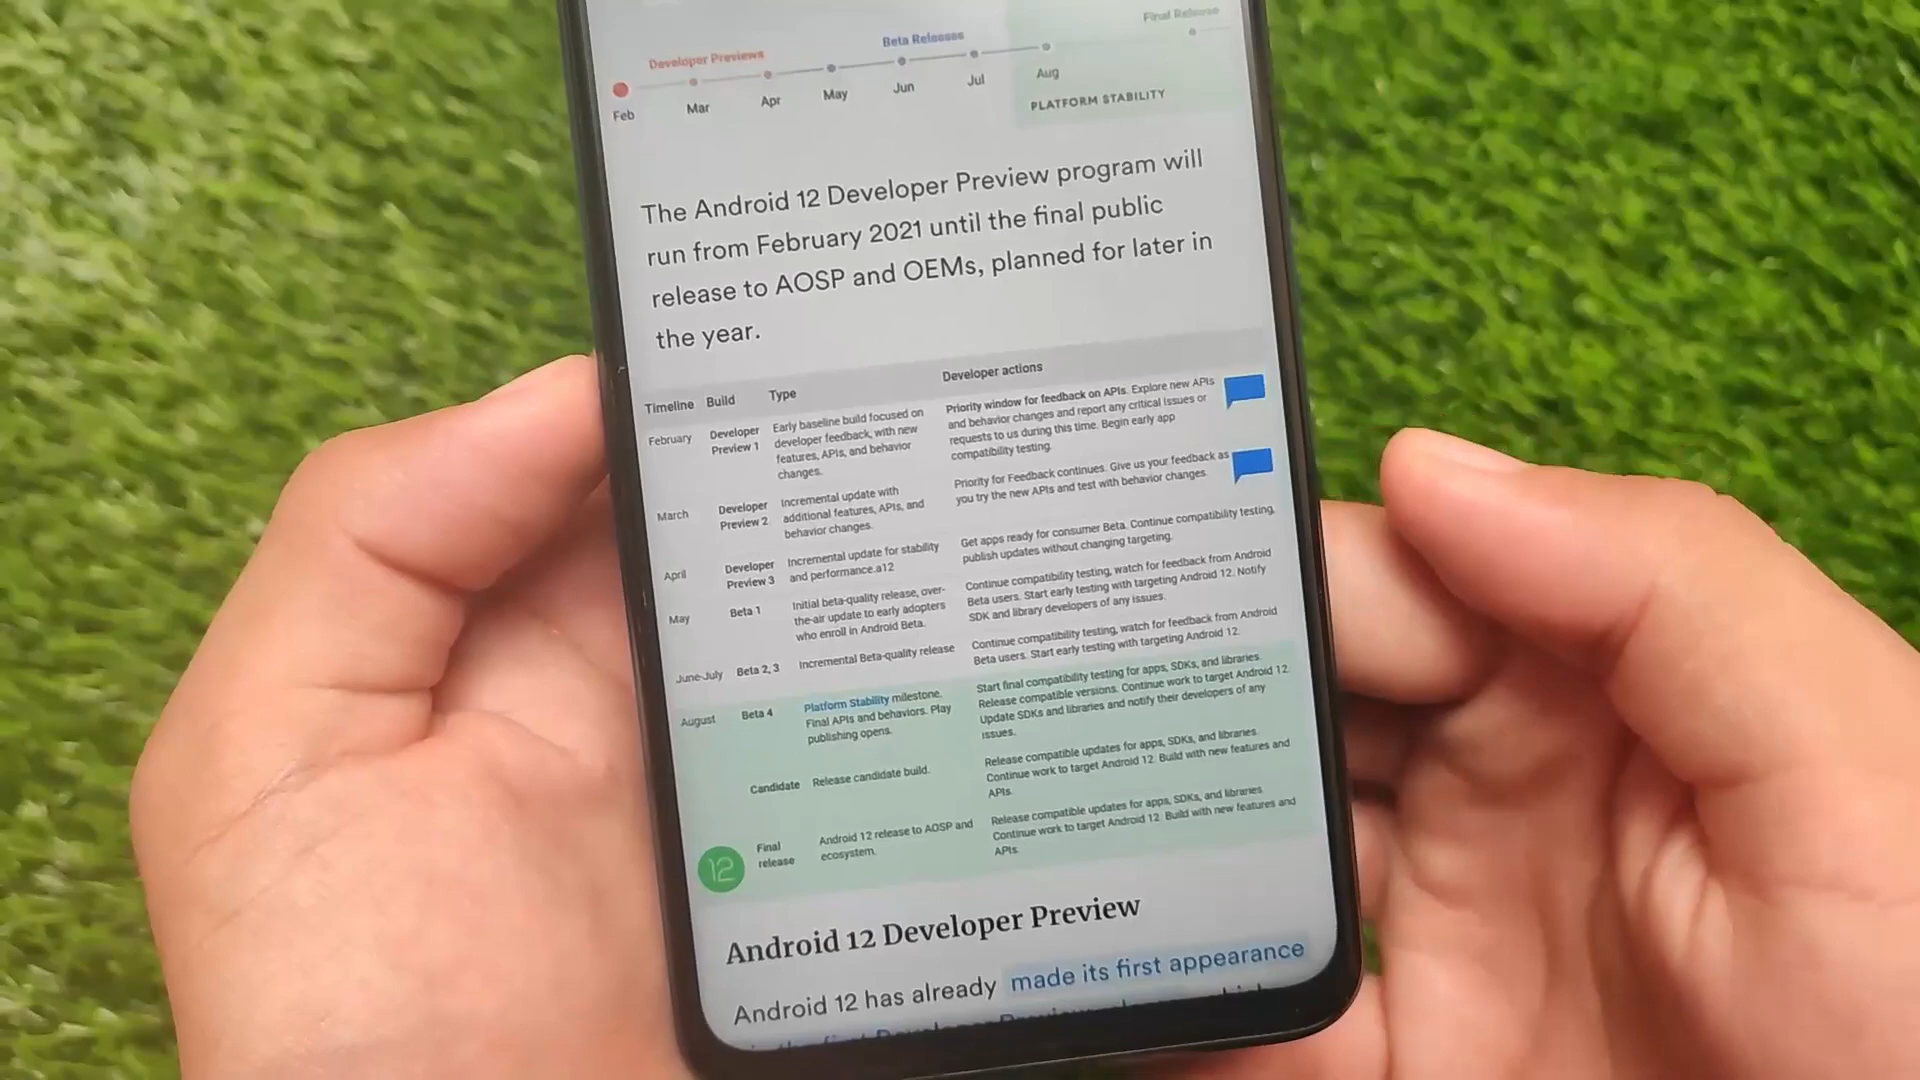 Final Release
Beta Releases
Developer Previews
Feb Mar Apr May Jun Jul Aug
PLATFORM STABILITY
The Android 12 Developer Preview program will
run from February 2021 until the final public
release to AOSP and OEMs, planned for later in
the year.
Timeline Build Type Developer actions
February
Developer
Preview 1
Early baseline build focused on
developer feedback, with new
features, APIs, and behavior
changes.
Priority window for feedback on APIs. Explore new APIs
and behavior changes and report any critical issues or
requests to us during this time. Begin early app
compatibility testing.
March
Developer
Preview 2
Incremental update with
additional features, APIs, and
behavior changes.
Priority for Feedback continues. Give us your feedback as
you try the new APIs and test with behavior changes.
April
Developer
Preview 3
Incremental update for stability
and performance.a12
Get apps ready for consumer Beta. Continue compatibility testing,
publish updates without changing targeting.
May
Beta 1
Initial beta-quality release, over-
the-air update to early adopters
who enroll in Android Beta.
Continue compatibility testing, watch for feedback from Android
Beta users. Start early testing with targeting Android 12. Notify
SDK and library developers of any issues.
June-July
Beta 2, 3
Incremental Beta-quality release
Continue compatibility testing, watch for feedback from Android
Beta users. Start early testing with targeting Android 12.
August
Beta 4
Platform Stability milestone.
Final APIs and behaviors. Play
publishing opens.
Start final compatibility testing for apps, SDKs, and libraries.
Release compatible versions. Continue work to target Android 12.
Update SDKs and libraries and notify their developers of any
issues.
Candidate
Release candidate build.
Release compatible updates for apps, SDKs, and libraries.
Continue work to target Android 12. Build with new features and
APIs.
12
Final
release
Android 12 release to AOSP and
ecosystem.
Release compatible updates for apps, SDKs, and libraries.
Continue work to target Android 12. Build with new features and
APIs.
Android 12 Developer Preview
Android 12 has already made its first appearance